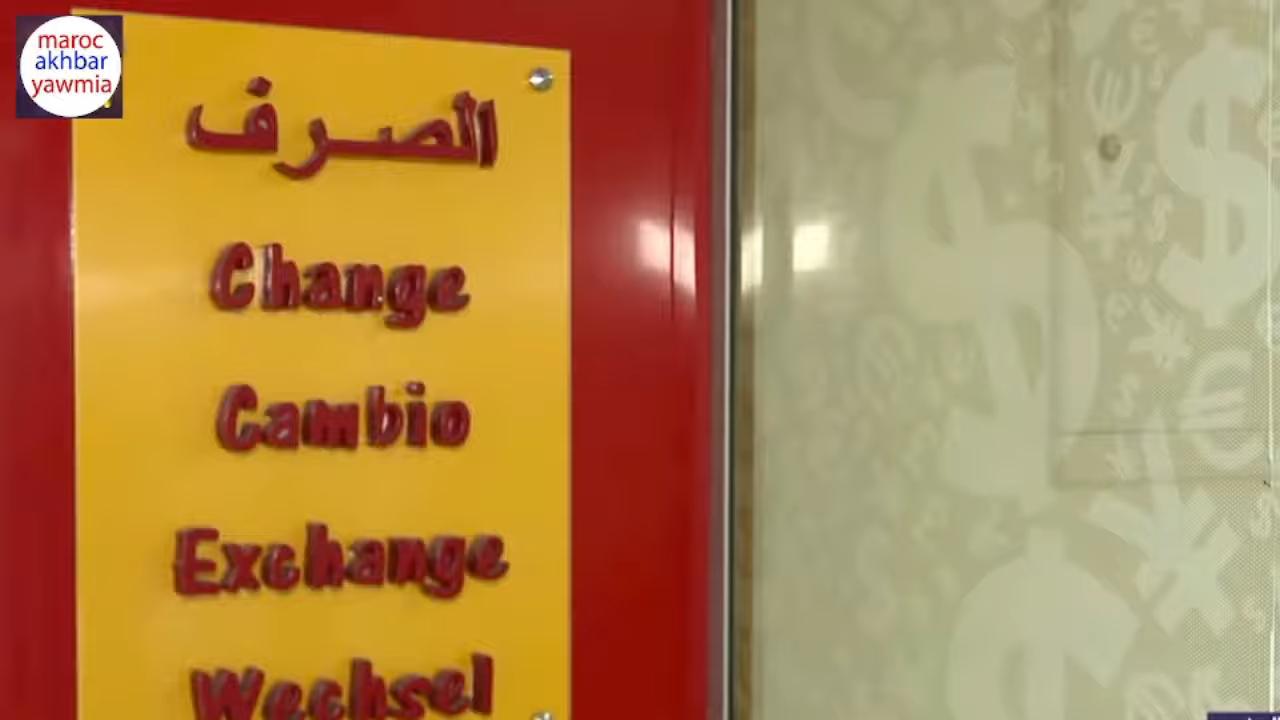 maroc
akhbar
yawmia
الصرف
Change
Cambio
Exchange
Wechsel